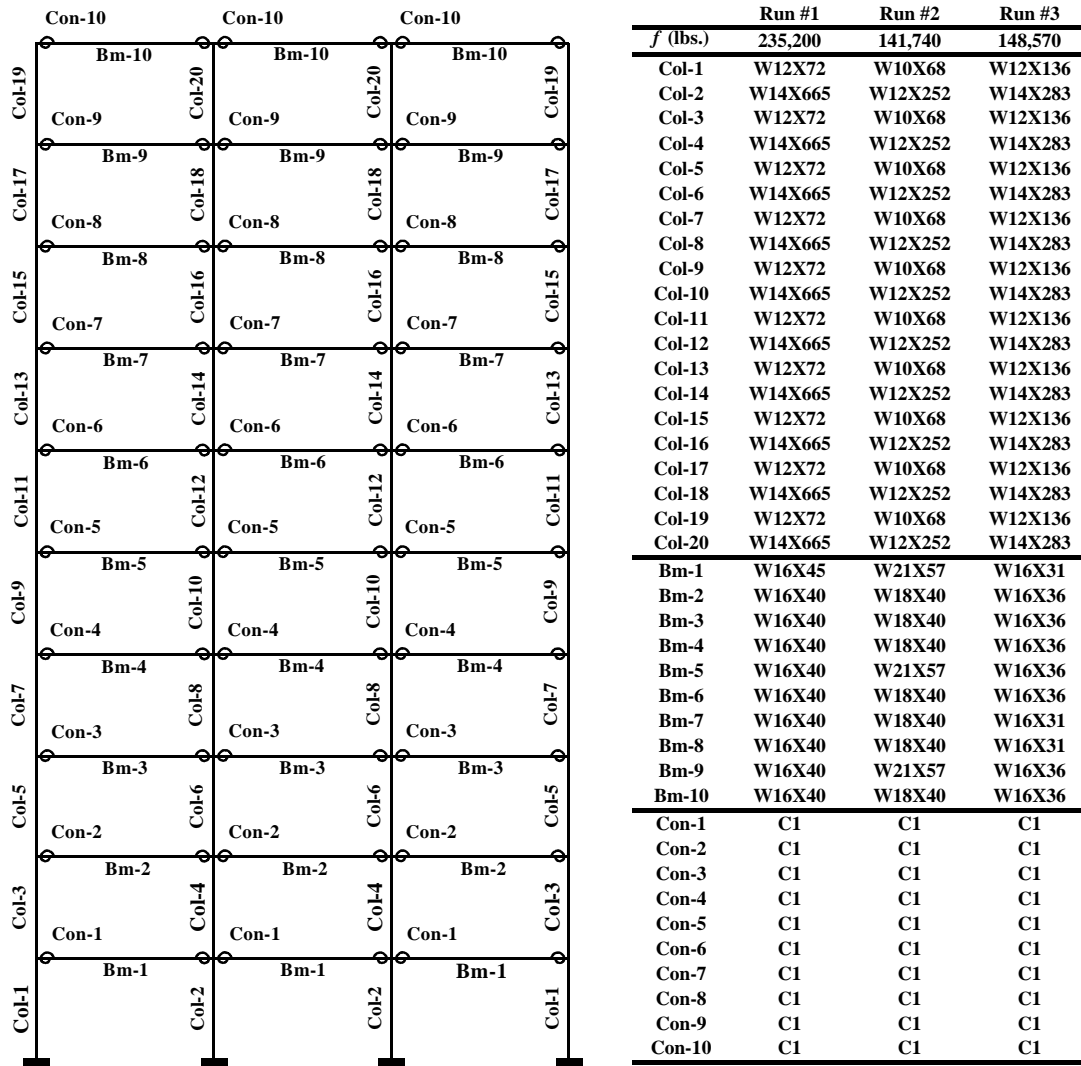 Con-10 Con-10 Con-10
Bm-10 Bm-10 Bm-10
Col-19 Col-20 Col-20 Col-19
Con-9 Con-9 Con-9
Bm-9 Bm-9 Bm-9
Col-17 Col-18 Col-18 Col-17
Con-8 Con-8 Con-8
Bm-8 Bm-8 Bm-8
Col-15 Col-16 Col-16 Col-15
Con-7 Con-7 Con-7
Bm-7 Bm-7 Bm-7
Col-13 Col-14 Col-14 Col-13
Con-6 Con-6 Con-6
Bm-6 Bm-6 Bm-6
Col-11 Col-12 Col-12 Col-11
Con-5 Con-5 Con-5
Bm-5 Bm-5 Bm-5
Col-9 Col-10 Col-10 Col-9
Con-4 Con-4 Con-4
Bm-4 Bm-4 Bm-4
Col-7 Col-8 Col-8 Col-7
Con-3 Con-3 Con-3
Bm-3 Bm-3 Bm-3
Col-5 Col-6 Col-6 Col-5
Con-2 Con-2 Con-2
Bm-2 Bm-2 Bm-2
Col-3 Col-4 Col-4 Col-3
Con-1 Con-1 Con-1
Bm-1 Bm-1 Bm-1
Col-1 Col-2 Col-2 Col-1
Run #1 Run #2 Run #3
f (lbs.) 235,200 141,740 148,570
Col-1 W12X72 W10X68 W12X136
Col-2 W14X665 W12X252 W14X283
Col-3 W12X72 W10X68 W12X136
Col-4 W14X665 W12X252 W14X283
Col-5 W12X72 W10X68 W12X136
Col-6 W14X665 W12X252 W14X283
Col-7 W12X72 W10X68 W12X136
Col-8 W14X665 W12X252 W14X283
Col-9 W12X72 W10X68 W12X136
Col-10 W14X665 W12X252 W14X283
Col-11 W12X72 W10X68 W12X136
Col-12 W14X665 W12X252 W14X283
Col-13 W12X72 W10X68 W12X136
Col-14 W14X665 W12X252 W14X283
Col-15 W12X72 W10X68 W12X136
Col-16 W14X665 W12X252 W14X283
Col-17 W12X72 W10X68 W12X136
Col-18 W14X665 W12X252 W14X283
Col-19 W12X72 W10X68 W12X136
Col-20 W14X665 W12X252 W14X283
Bm-1 W16X45 W21X57 W16X31
Bm-2 W16X40 W18X40 W16X36
Bm-3 W16X40 W18X40 W16X36
Bm-4 W16X40 W18X40 W16X36
Bm-5 W16X40 W21X57 W16X36
Bm-6 W16X40 W18X40 W16X36
Bm-7 W16X40 W18X40 W16X31
Bm-8 W16X40 W18X40 W16X31
Bm-9 W16X40 W21X57 W16X36
Bm-10 W16X40 W18X40 W16X36
Con-1 C1 C1 C1
Con-2 C1 C1 C1
Con-3 C1 C1 C1
Con-4 C1 C1 C1
Con-5 C1 C1 C1
Con-6 C1 C1 C1
Con-7 C1 C1 C1
Con-8 C1 C1 C1
Con-9 C1 C1 C1
Con-10 C1 C1 C1